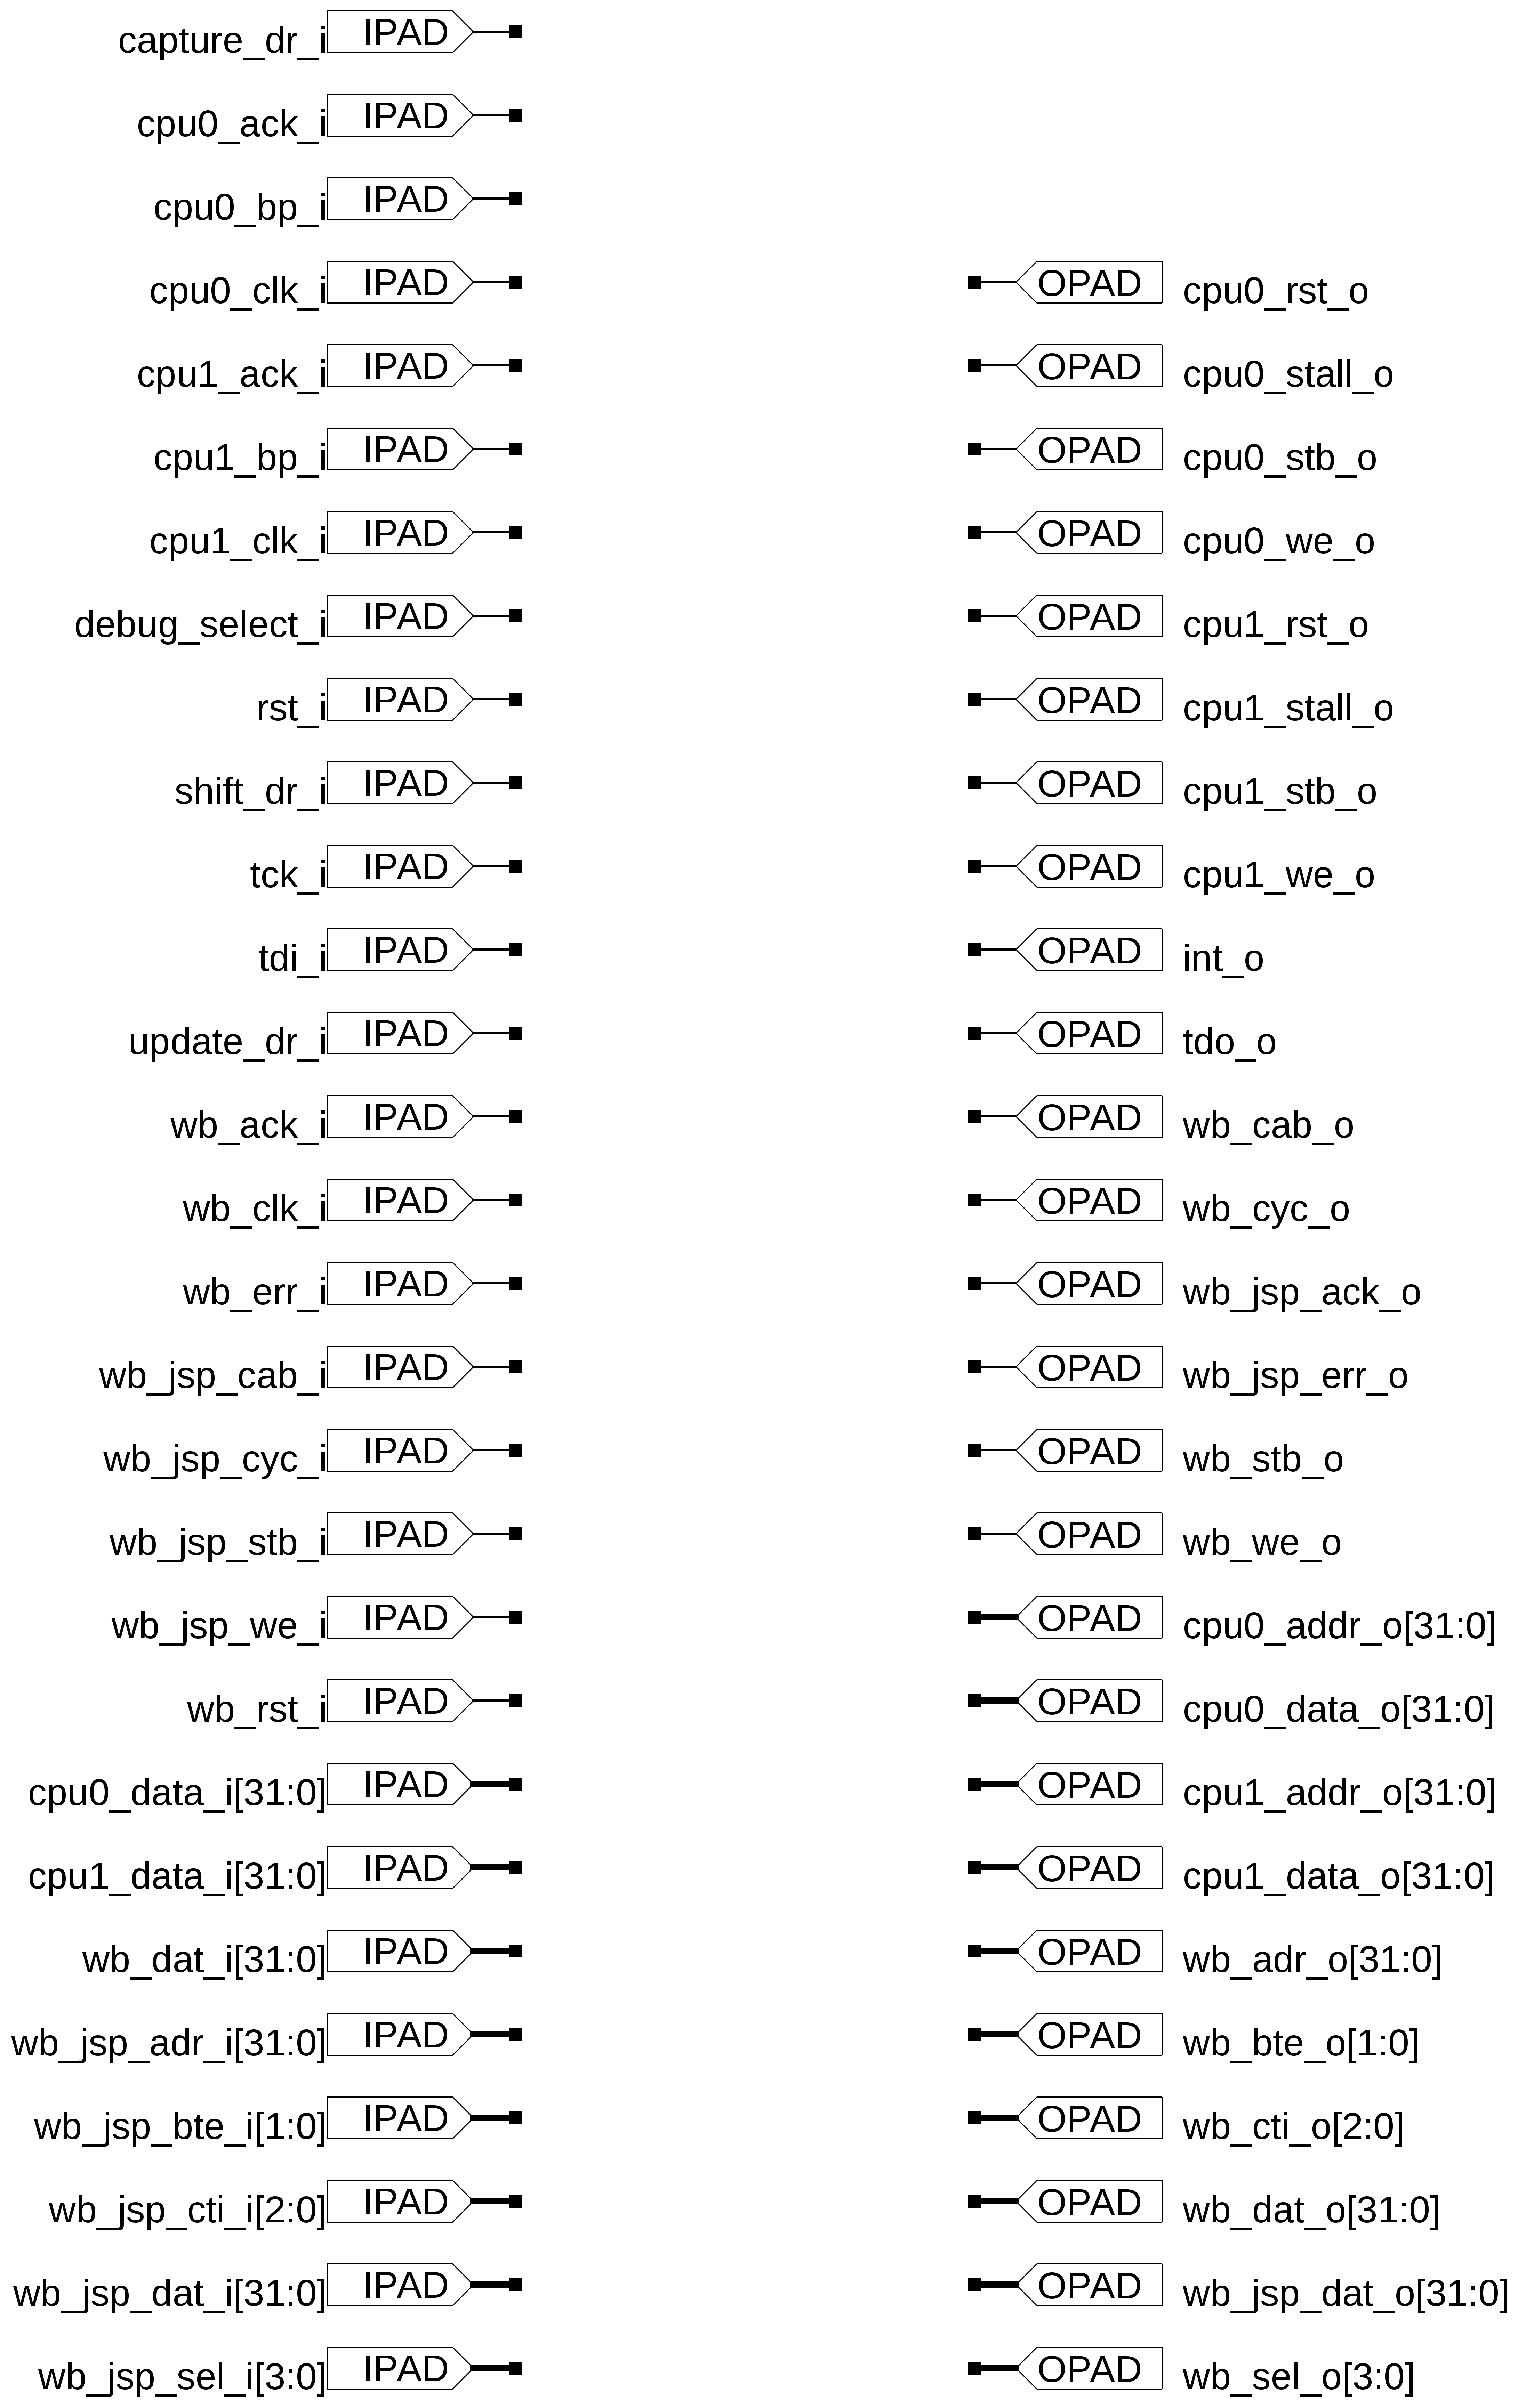 capture_dr_i IPAD
cpu0_ack_i IPAD
cpu0_bp_i IPAD
cpu0_clk_i IPAD OPAD cpu0_rst_o
cpu1_ack_i IPAD OPAD cpu0_stall_o
cpu1_bp_i IPAD OPAD cpu0_stb_o
cpu1_clk_i IPAD OPAD cpu0_we_o
debug_select_i IPAD OPAD cpu1_rst_o
rst_i IPAD OPAD cpu1_stall_o
shift_dr_i IPAD OPAD cpu1_stb_o
tck_i IPAD OPAD cpu1_we_o
tdi_i IPAD OPAD int_o
update_dr_i IPAD OPAD tdo_o
wb_ack_i IPAD OPAD wb_cab_o
wb_clk_i IPAD OPAD wb_cyc_o
wb_err_i IPAD OPAD wb_jsp_ack_o
wb_jsp_cab_i IPAD OPAD wb_jsp_err_o
wb_jsp_cyc_i IPAD OPAD wb_stb_o
wb_jsp_stb_i IPAD OPAD wb_we_o
wb_jsp_we_i IPAD OPAD cpu0_addr_o[31:0]
wb_rst_i IPAD OPAD cpu0_data_o[31:0]
cpu0_data_i[31:0] IPAD OPAD cpu1_addr_o[31:0]
cpu1_data_i[31:0] IPAD OPAD cpu1_data_o[31:0]
wb_dat_i[31:0] IPAD OPAD wb_adr_o[31:0]
wb_jsp_adr_i[31:0] IPAD OPAD wb_bte_o[1:0]
wb_jsp_bte_i[1:0] IPAD OPAD wb_cti_o[2:0]
wb_jsp_cti_i[2:0] IPAD OPAD wb_dat_o[31:0]
wb_jsp_dat_i[31:0] IPAD OPAD wb_jsp_dat_o[31:0]
wb_jsp_sel_i[3:0] IPAD OPAD wb_sel_o[3:0]